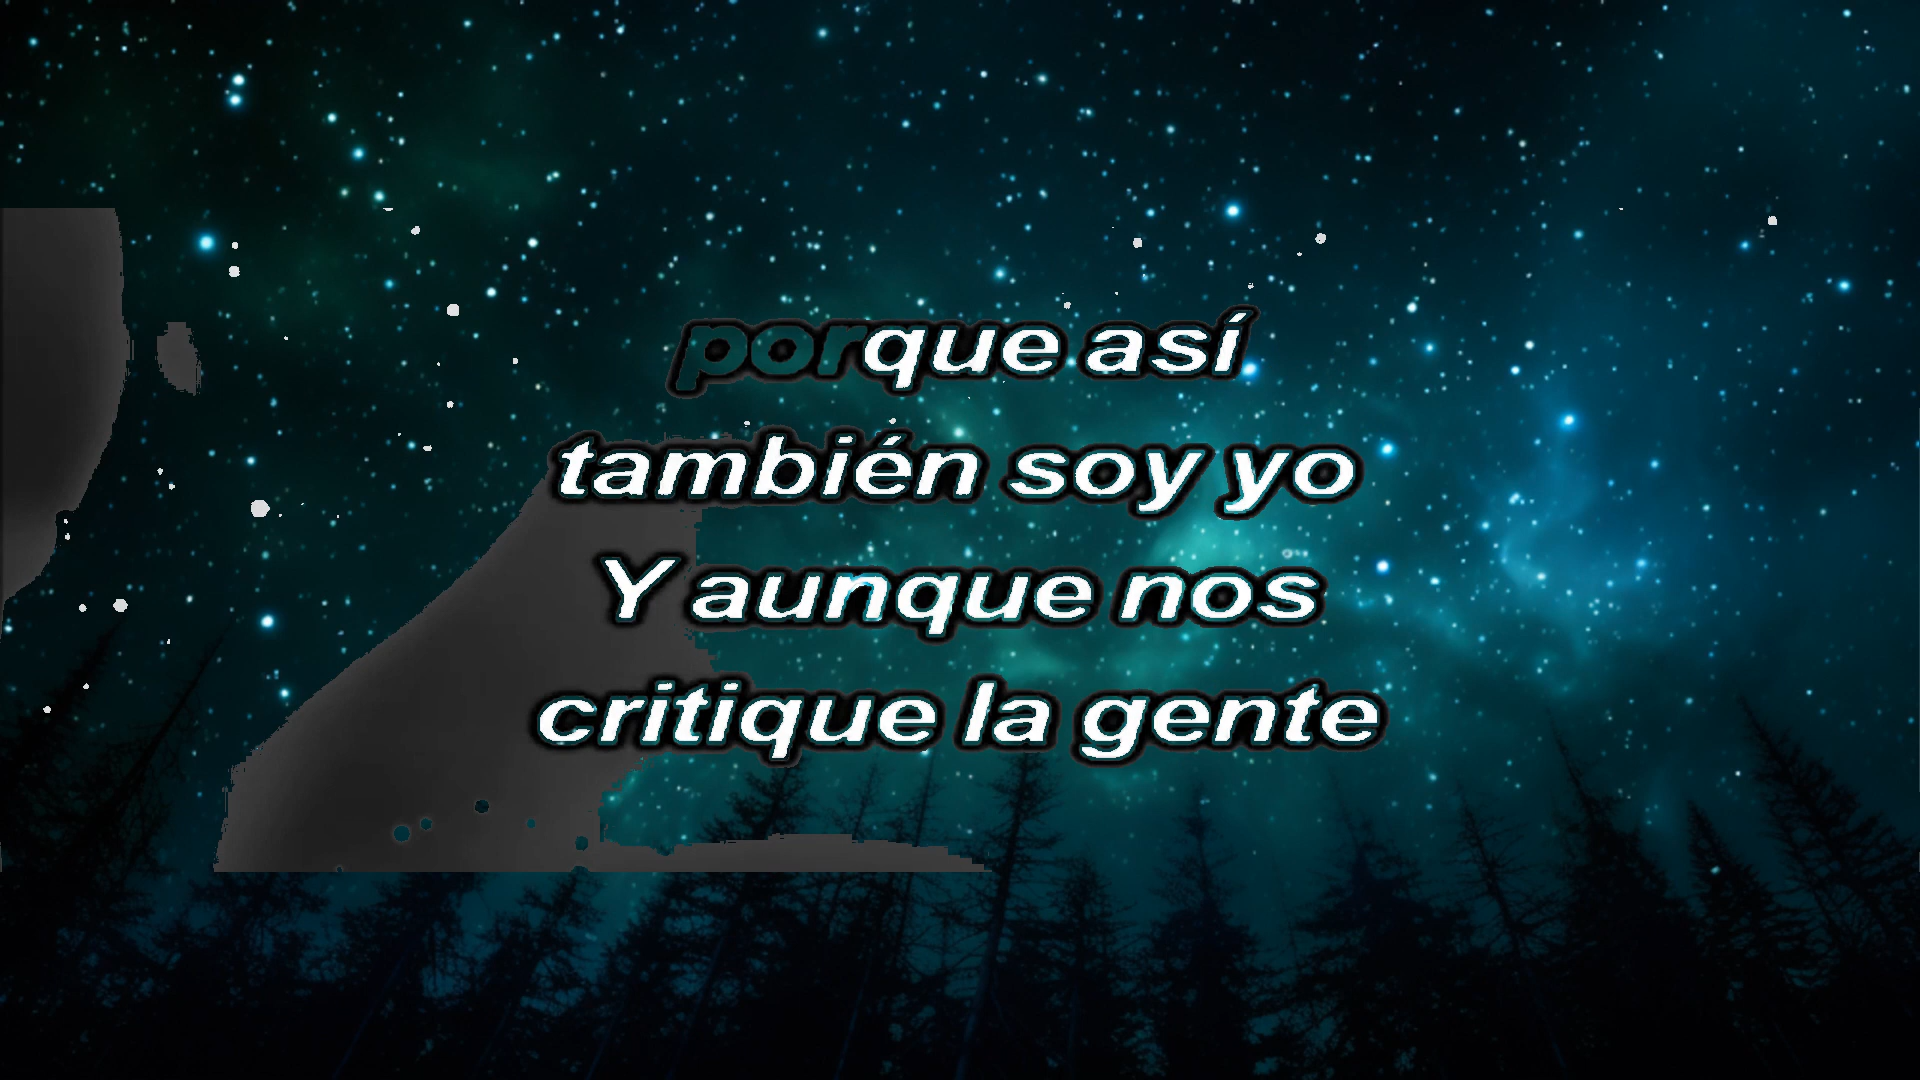 porque así
también soy yo
Y aunque nos
critique la gente